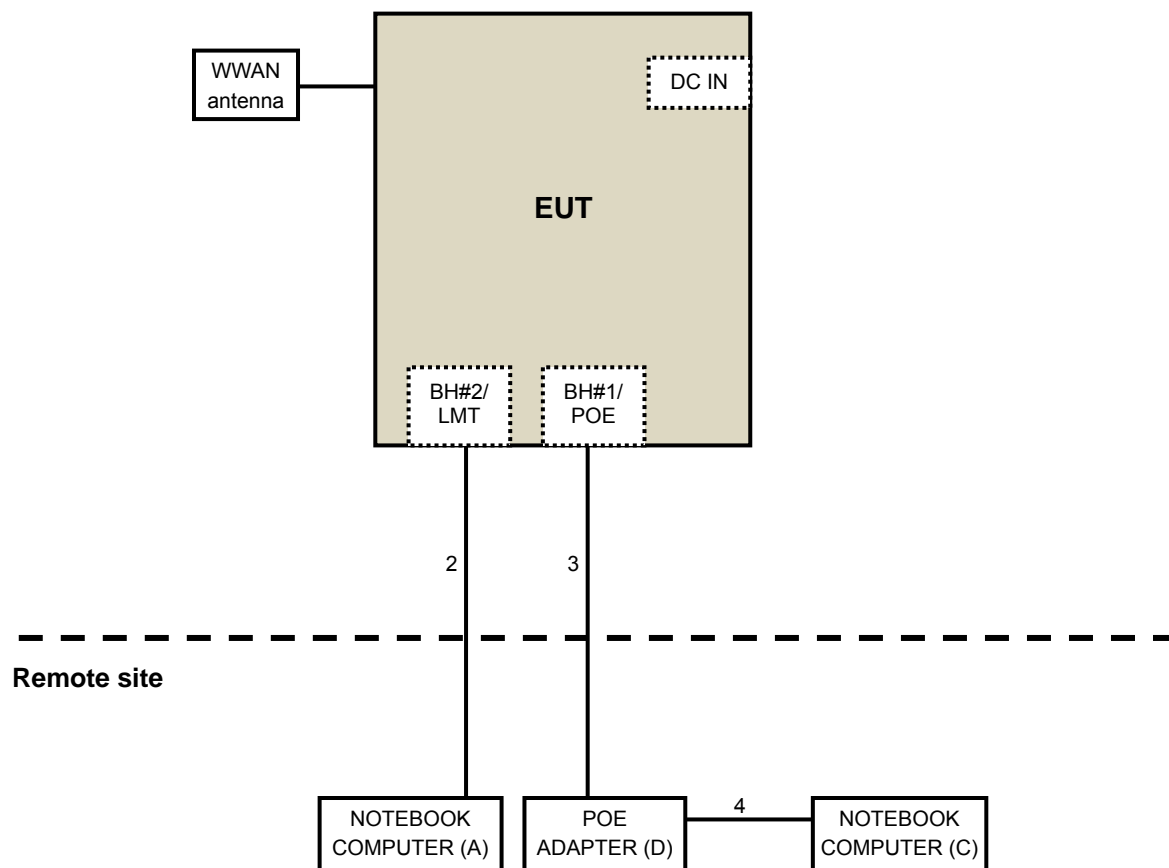 WWAN
antenna
DC IN
EUT
BH#2/
LMT
BH#1/
POE
2
3
Remote site
NOTEBOOK
COMPUTER (A)
POE
ADAPTER (D)
4
NOTEBOOK
COMPUTER (C)